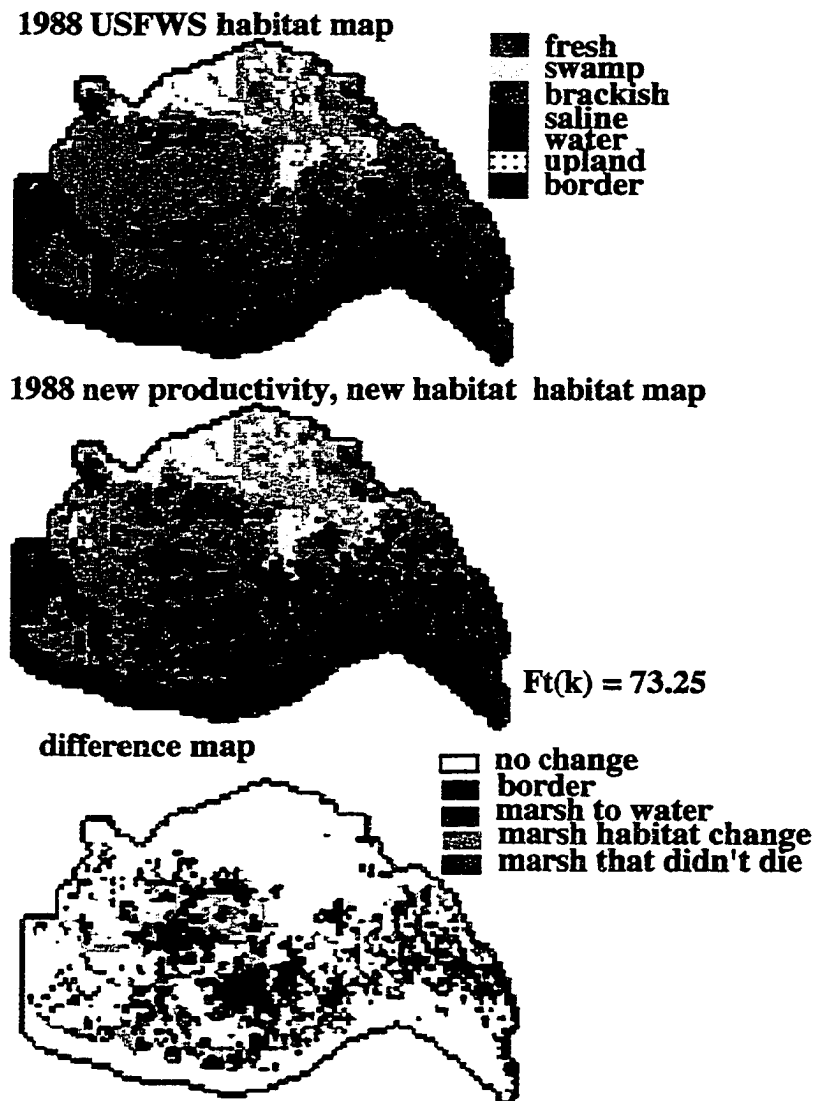 1988 USFWS habitat map
fresh
swamp
brackish
saline
water
upland
border
1988 new productivity, new habitat habitat map
Ft(k) = 73.25
difference map
no change
border
marsh to water
marsh habitat change
marsh that didn't die